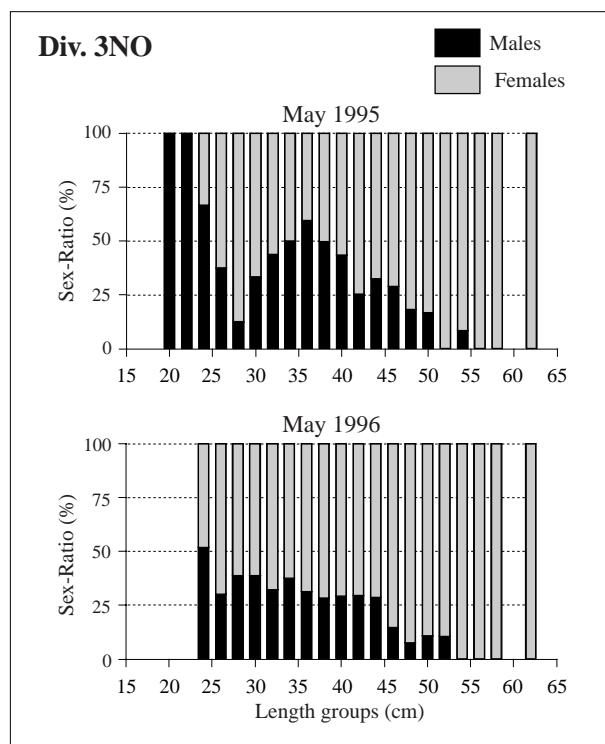 Div. 3NO
Males
Females
May 1995
Sex-Ratio (%)
100
75
50
25
0
15 20 25 30 35 40 45 50 55 60 65
May 1996
Sex-Ratio (%)
100
75
50
25
0
15 20 25 30 35 40 45 50 55 60 65
Length groups (cm)